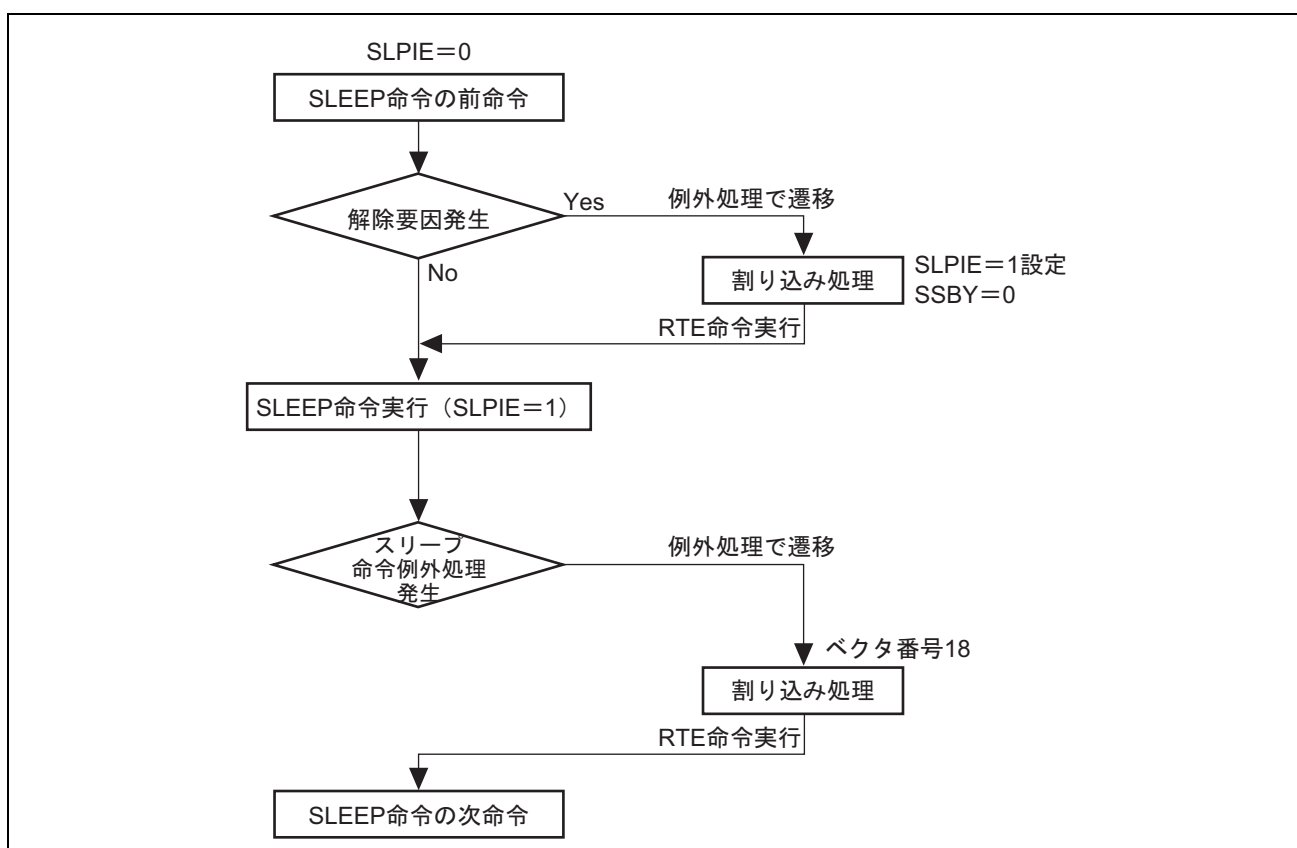 SLPIE=0
SLEEP命令の前命令
解除要因発生
Yes
例外処理で遷移
No
割り込み処理
SLPIE=1設定
SSBY=0
RTE命令実行
SLEEP命令実行(SLPIE=1)
スリープ
命令例外処理
発生
例外処理で遷移
ベクタ番号18
割り込み処理
RTE命令実行
SLEEP命令の次命令